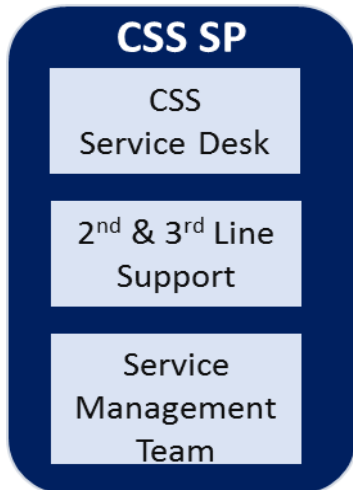 CSS SP
CSS
Service Desk
2nd & 3rd Line
Support
Service
Management
Team